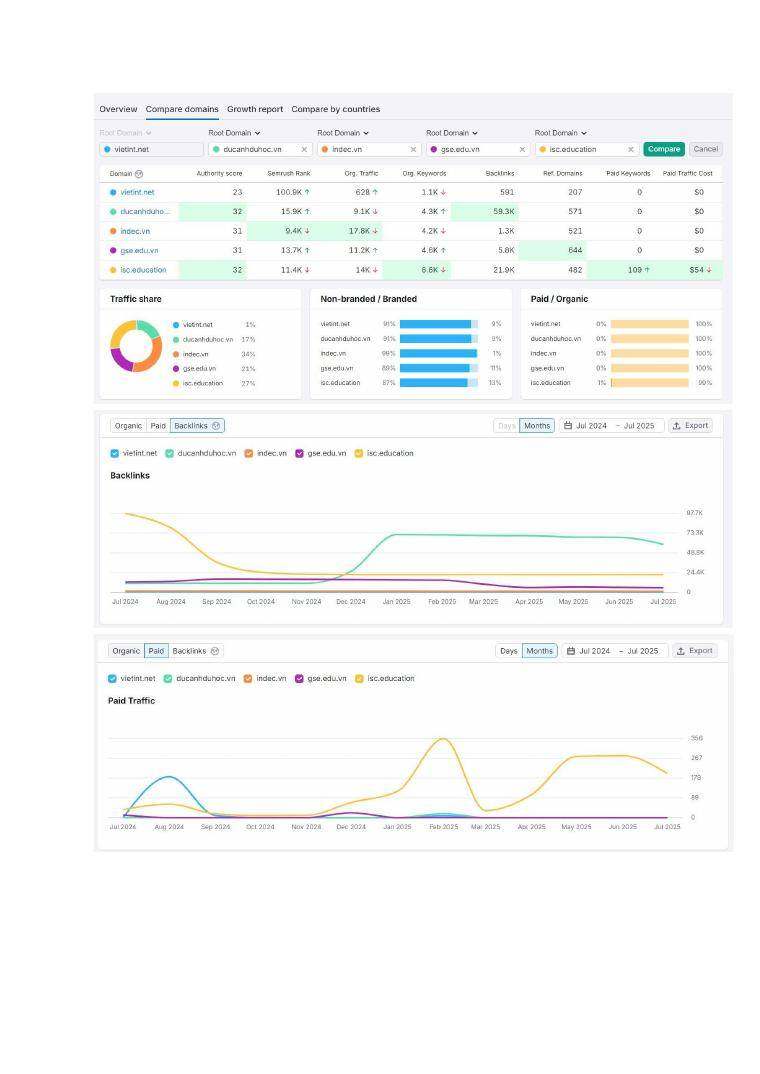 Overview Compare domains Growth report Compare by countries
Root Domain Root Domain Root Domain Root Domain Root Domain
vietint.net ducanhduhoc.vn × indec.vn × gse.edu.vn × isc.education × Compare Cancel
Domain Authority score Semrush Rank Org. Traffic Org. Keywords Backlinks Ref. Domains Paid Keywords Paid Traffic Cost
vietint.net 23 100.9K ↑ 628 ↑ 1.1K ↓ 591 207 0 $0
ducanhduho... 32 15.9K ↑ 9.1K ↓ 4.3K ↑ 59.3K 571 0 $0
indec.vn 31 9.4K ↓ 17.8K ↓ 4.2K ↓ 1.3K 521 0 $0
gse.edu.vn 31 13.7K ↑ 11.2K ↑ 4.6K ↑ 5.8K 644 0 $0
isc.education 32 11.4K ↓ 14K ↓ 6.6K ↓ 21.9K 482 109 ↑ $54 ↓
Traffic share
vietint.net 1%
ducanhduhoc.vn 17%
indec.vn 34%
gse.edu.vn 21%
isc.education 27%
Non-branded / Branded
vietint.net 91% 9%
ducanhduhoc.vn 91% 9%
indec.vn 99% 1%
gse.edu.vn 89% 11%
isc.education 87% 13%
Paid / Organic
vietint.net 0% 100%
ducanhduhoc.vn 0% 100%
indec.vn 0% 100%
gse.edu.vn 0% 100%
isc.education 1% 99%
Organic Paid Backlinks Days Months Jul 2024 – Jul 2025 Export
vietint.net ducanhduhoc.vn indec.vn gse.edu.vn isc.education
Backlinks
97.7K
73.3K
48.8K
24.4K
0
Jul 2024 Aug 2024 Sep 2024 Oct 2024 Nov 2024 Dec 2024 Jan 2025 Feb 2025 Mar 2025 Apr 2025 May 2025 Jun 2025 Jul 2025
Organic Paid Backlinks Days Months Jul 2024 – Jul 2025 Export
vietint.net ducanhduhoc.vn indec.vn gse.edu.vn isc.education
Paid Traffic
356
267
178
89
0
Jul 2024 Aug 2024 Sep 2024 Oct 2024 Nov 2024 Dec 2024 Jan 2025 Feb 2025 Mar 2025 Apr 2025 May 2025 Jun 2025 Jul 2025